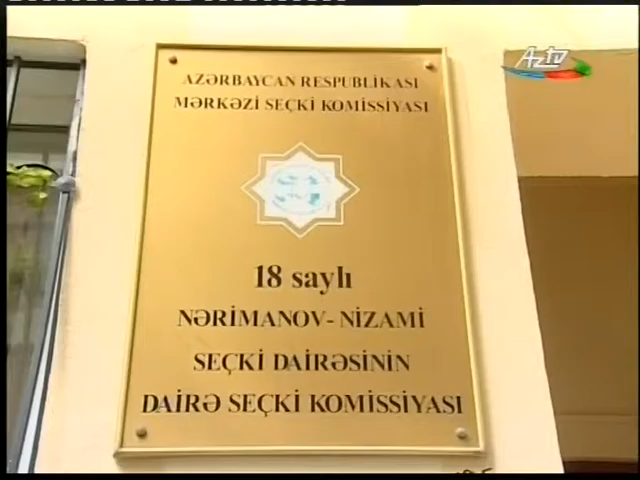 AZTV
AZƏRBAYCAN RESPUBLİKASI
MƏRKƏZİ SEÇKİ KOMİSSİYASI
18 saylı
NƏRİMANOV-NİZAMİ
SEÇKİ DAİRƏSİNİN
DAİRƏ SEÇKİ KOMİSSİYASI